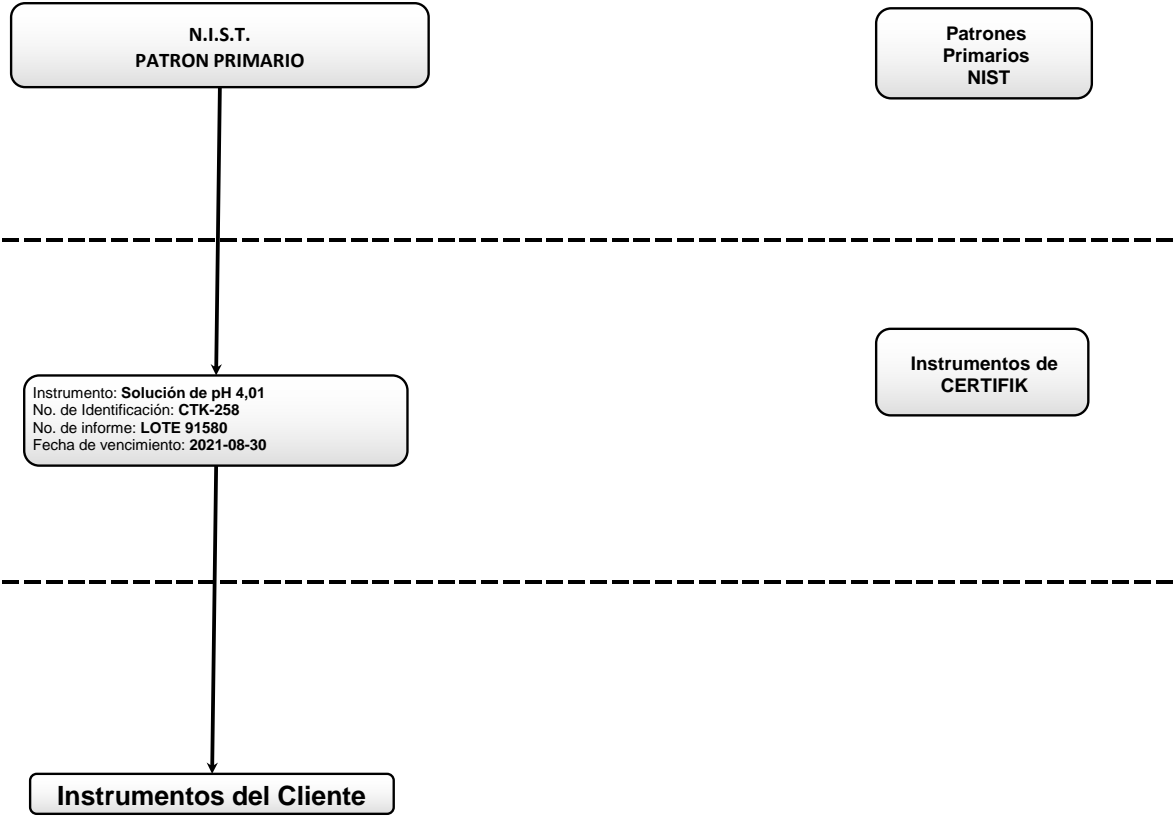 N.I.S.T.
PATRON PRIMARIO
Patrones
Primarios
NIST
Instrumentos de
CERTIFIK
Instrumento: Solución de pH 4,01
No. de Identificación: CTK-258
No. de informe: LOTE 91580
Fecha de vencimiento: 2021-08-30
Instrumentos del Cliente